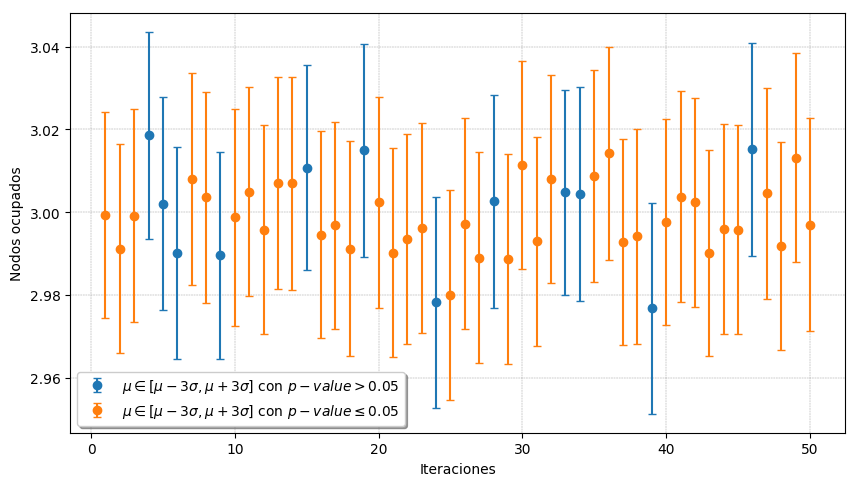 3.04
3.02
3.00
2.98
2.96
Nodos ocupados
μ ∈ [μ − 3σ, μ + 3σ] con p − value > 0.05
μ ∈ [μ − 3σ, μ + 3σ] con p − value ≤ 0.05
0 10 20 30 40 50
Iteraciones